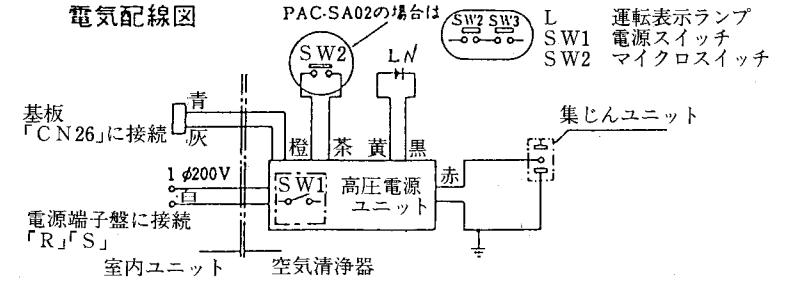 電気配線図
PAC-SA02の場合は
SW2 SW3
L 運転表示ランプ
SW1 電源スイッチ
SW2 マイクロスイッチ
SW2
LN
青
基板
「CN26」に接続
灰
橙 茶 黄 黒
集じんユニット
1φ200V
白
SW1
高圧電源
ユニット
赤
電源端子盤に接続
「R」「S」
室内ユニット 空気清浄器